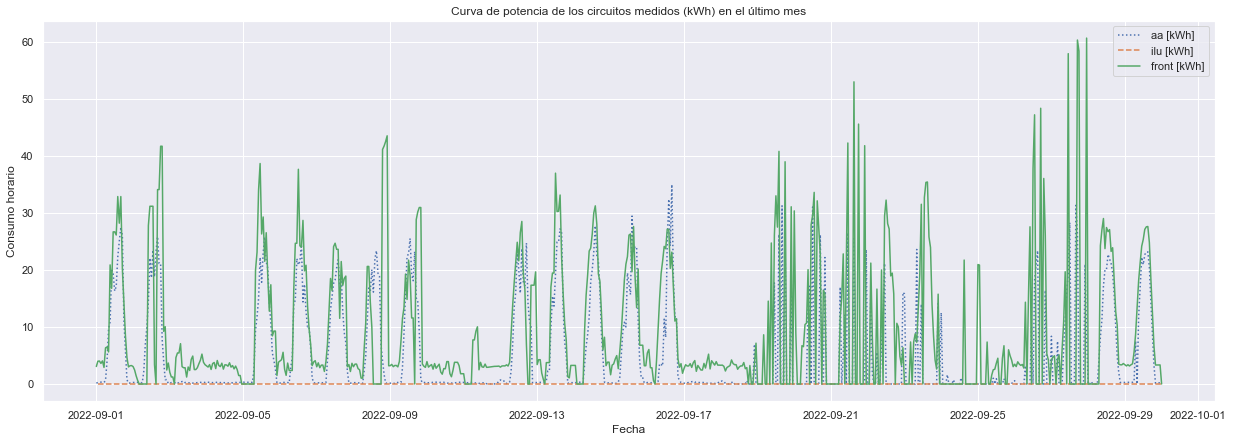 Curva de potencia de los circuitos medidos (kWh) en el último mes
aa [kWh]
ilu [kWh]
front [kWh]
Consumo horario
60
50
40
30
20
10
0
2022-09-01
2022-09-05
2022-09-09
2022-09-13
2022-09-17
2022-09-21
2022-09-25
2022-09-29
2022-10-01
Fecha